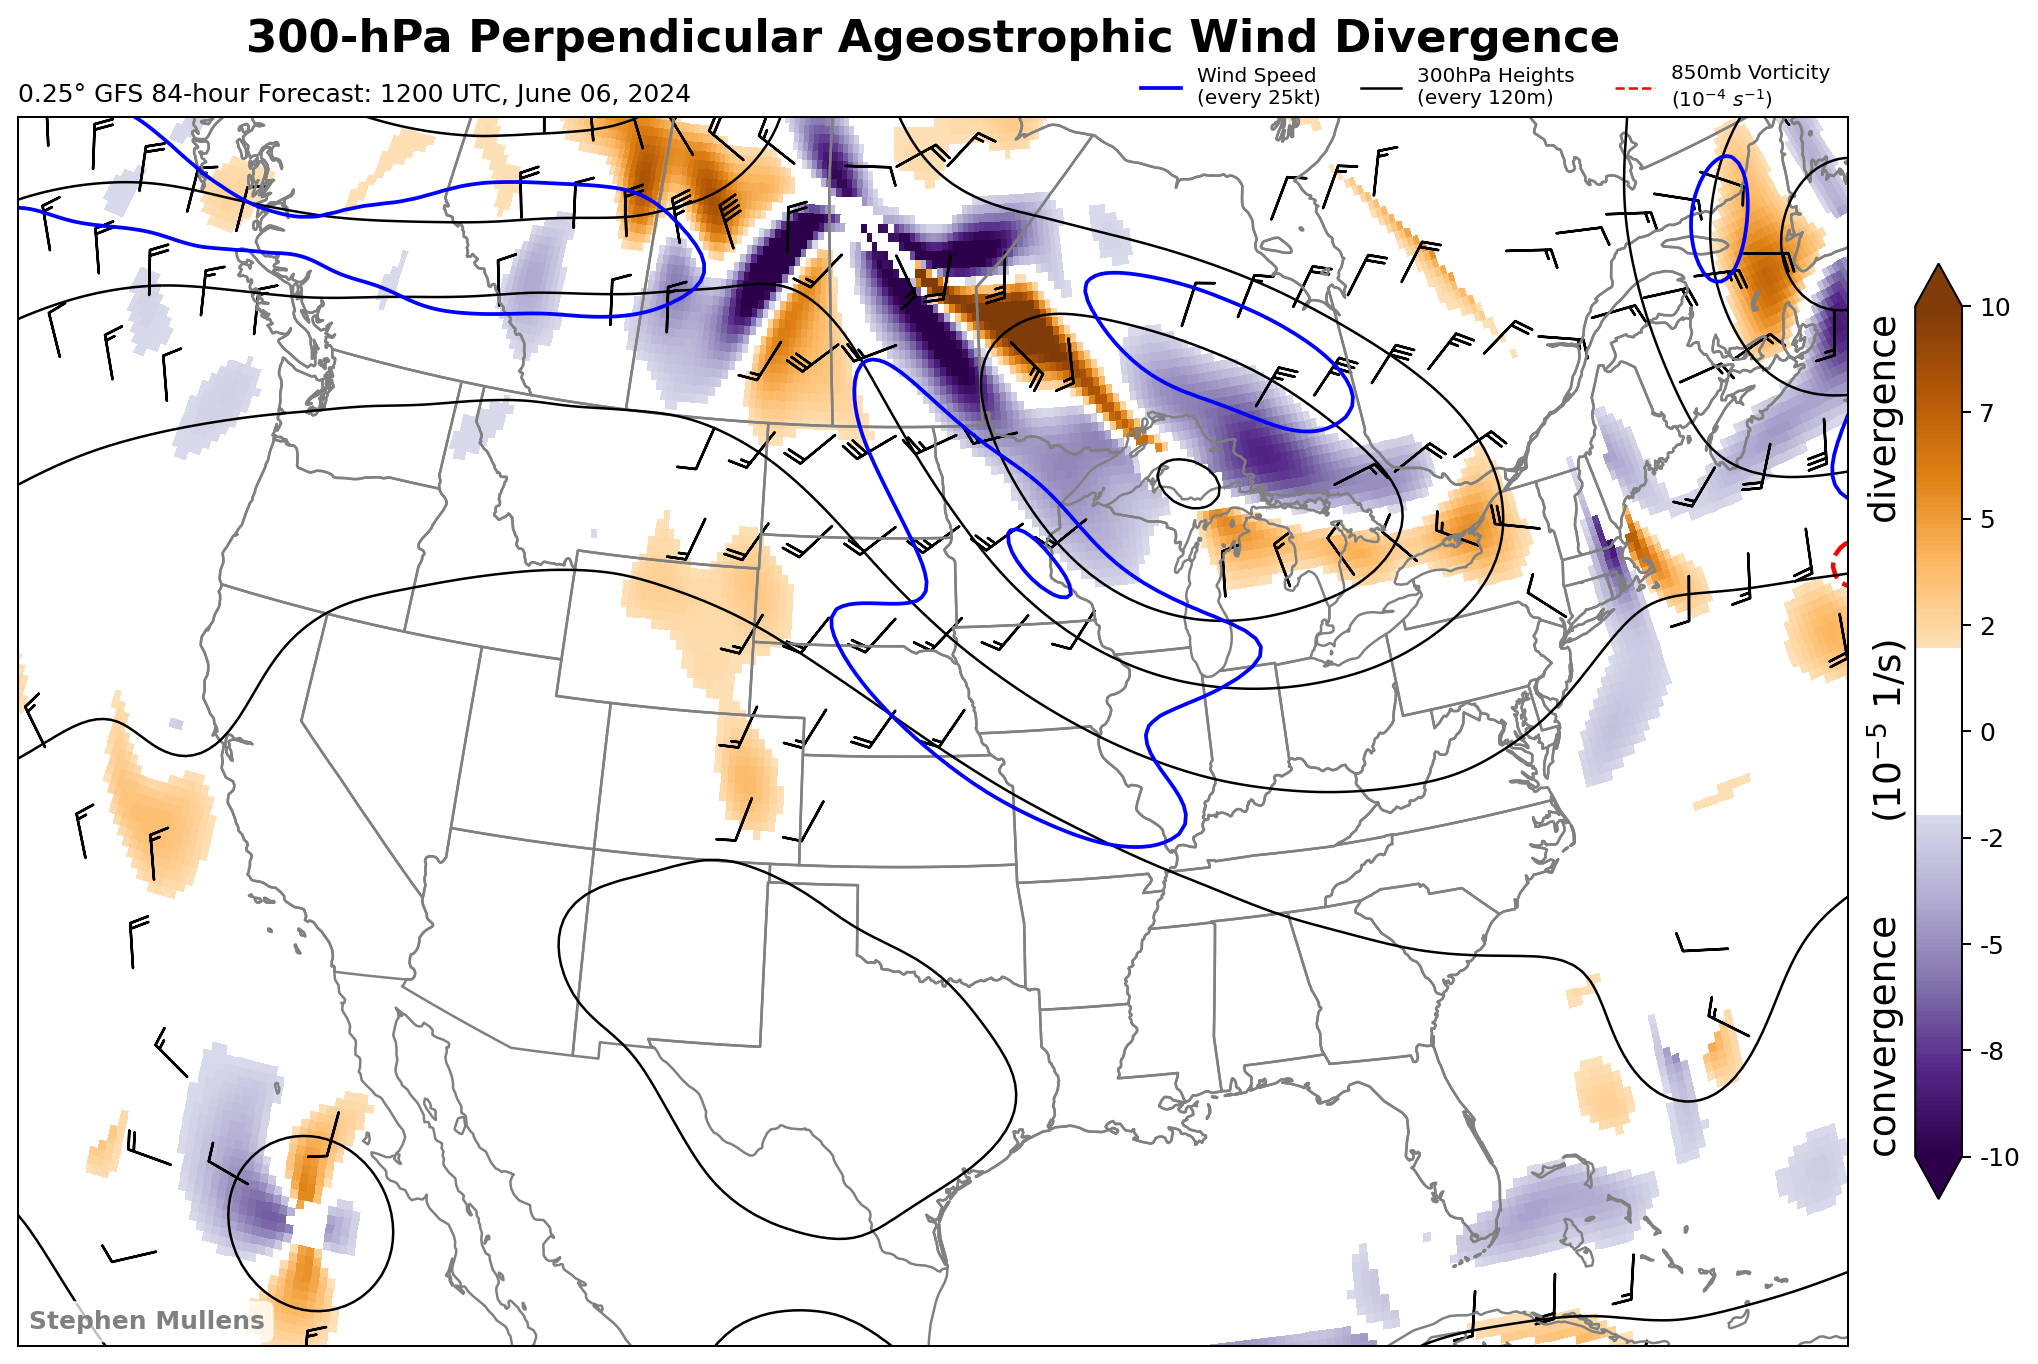 300-hPa Perpendicular Ageostrophic Wind Divergence
0.25° GFS 84-hour Forecast: 1200 UTC, June 06, 2024
Wind Speed
(every 25kt)
300hPa Heights
(every 120m)
850mb Vorticity
(10⁻⁴ s⁻¹)
10
7
5
2
0
-2
-5
-8
-10
convergence (10⁻⁵ 1/s) divergence
Stephen Mullens